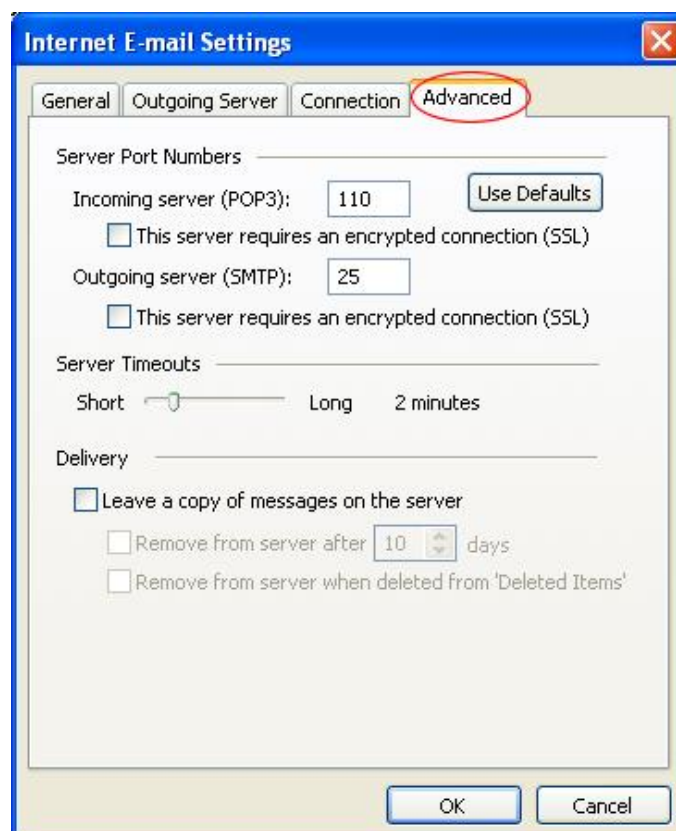 Internet E-mail Settings
General Outgoing Server Connection Advanced
Server Port Numbers
Incoming server (POP3): 110 Use Defaults
This server requires an encrypted connection (SSL)
Outgoing server (SMTP): 25
This server requires an encrypted connection (SSL)
Server Timeouts
Short Long 2 minutes
Delivery
Leave a copy of messages on the server
Remove from server after 10 days
Remove from server when deleted from 'Deleted Items'
OK Cancel